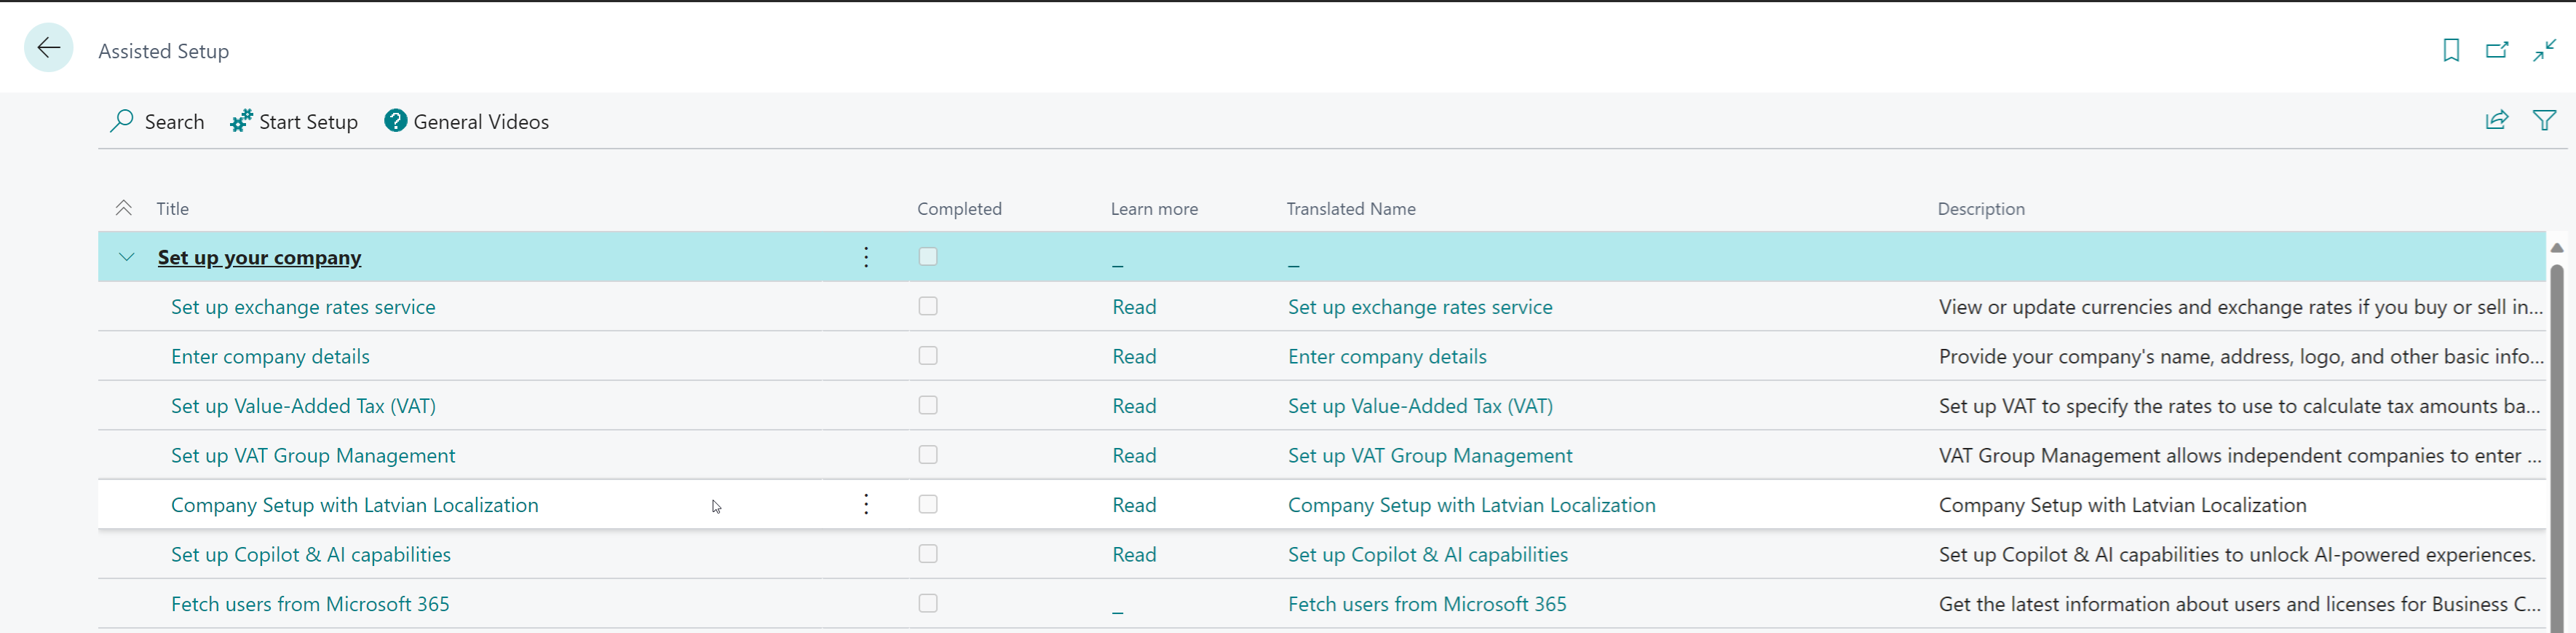 Assisted Setup
Search Start Setup General Videos
Title Completed Learn more Translated Name Description
Set up your company _ _
Set up exchange rates service Read Set up exchange rates service View or update currencies and exchange rates if you buy or sell in...
Enter company details Read Enter company details Provide your company's name, address, logo, and other basic info...
Set up Value-Added Tax (VAT) Read Set up Value-Added Tax (VAT) Set up VAT to specify the rates to use to calculate tax amounts ba...
Set up VAT Group Management Read Set up VAT Group Management VAT Group Management allows independent companies to enter ...
Company Setup with Latvian Localization Read Company Setup with Latvian Localization Company Setup with Latvian Localization
Set up Copilot & AI capabilities Read Set up Copilot & AI capabilities Set up Copilot & AI capabilities to unlock AI-powered experiences.
Fetch users from Microsoft 365 _ Fetch users from Microsoft 365 Get the latest information about users and licenses for Business C...